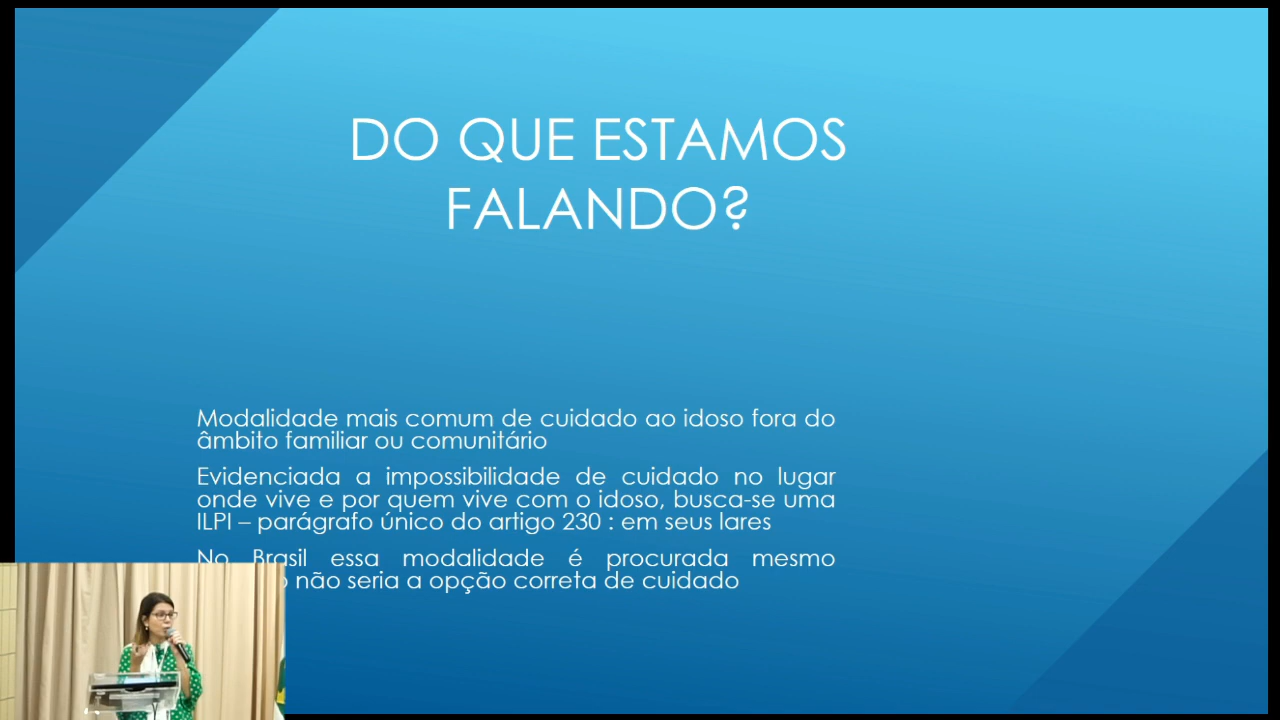 DO QUE ESTAMOS
FALANDO?
Modalidade mais comum de cuidado ao idoso fora do
âmbito familiar ou comunitário
Evidenciada a impossibilidade de cuidado no lugar
onde vive e por quem vive com o idoso, busca-se uma
ILPI – parágrafo único do artigo 230 : em seus lares
No Brasil essa modalidade é procurada mesmo
não seria a opção correta de cuidado